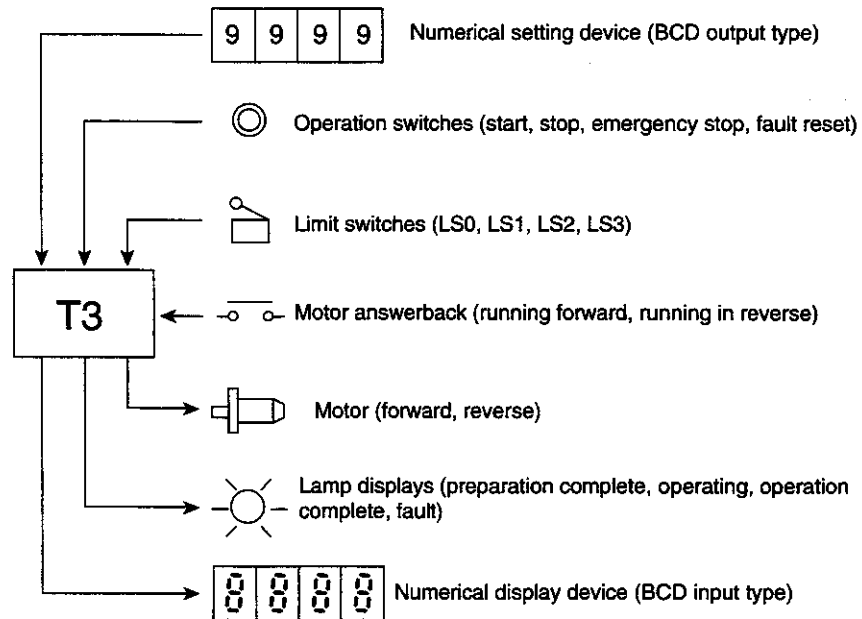 9 9 9 9 Numerical setting device (BCD output type)
Operation switches (start, stop, emergency stop, fault reset)
Limit switches (LS0, LS1, LS2, LS3)
T3
Motor answerback (running forward, running in reverse)
Motor (forward, reverse)
Lamp displays (preparation complete, operating, operation
complete, fault)
8 8 8 8 Numerical display device (BCD input type)